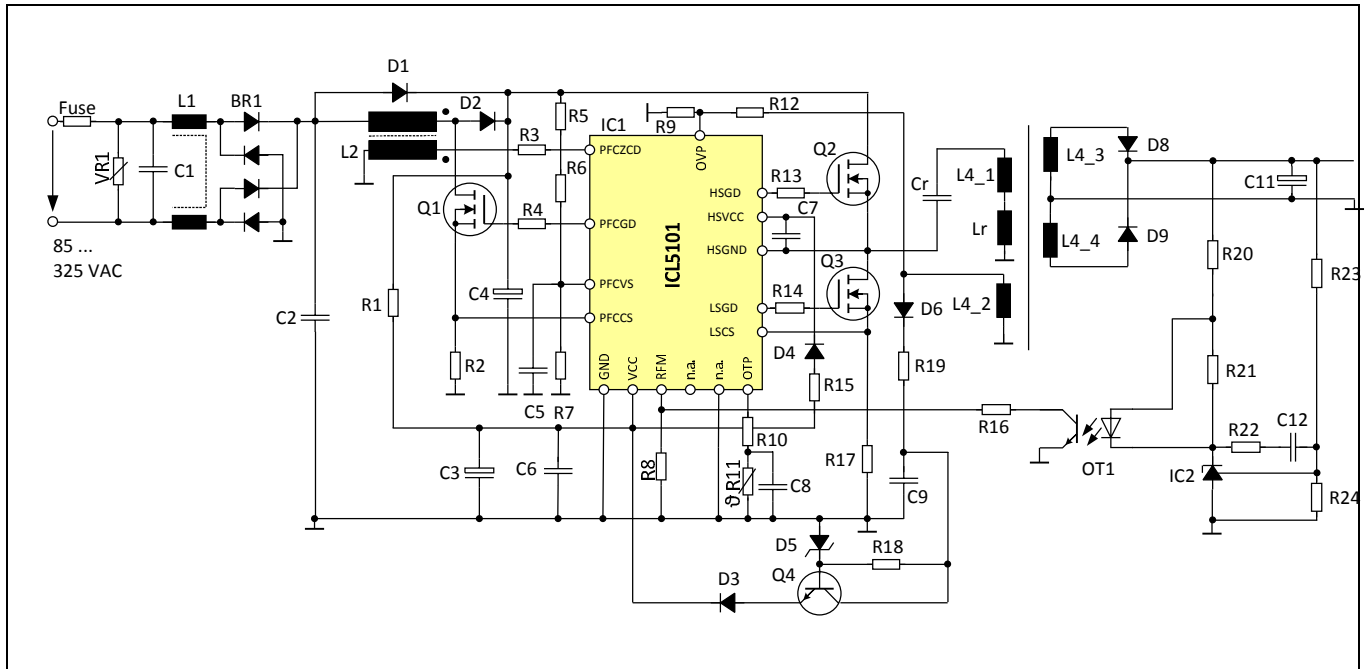 D1
Fuse
L1
BR1
D2
R5
R12
IC1
R9
R3
PFCZCD
OVP
Q2
D8
VR1
C1
L2
R6
HSGD
R13
Cr
L4_1
L4_3
C11
Q1
R4
PFCGD
HSVCC
C7
HSGND
Lr
L4_4
D9
85 ...
325 VAC
ICL5101
Q3
R20
R23
C2
R1
C4
PFCVS
LSGD
R14
D6
L4_2
PFCCS
LSCS
R2
D4
R19
R21
GND
VCC
RFM
n.a.
n.a.
OTP
R15
C5
R7
R16
R22
C12
R10
OT1
C3
C6
R8
ϑ R11
C8
R17
C9
IC2
R24
D5
R18
Q4
D3